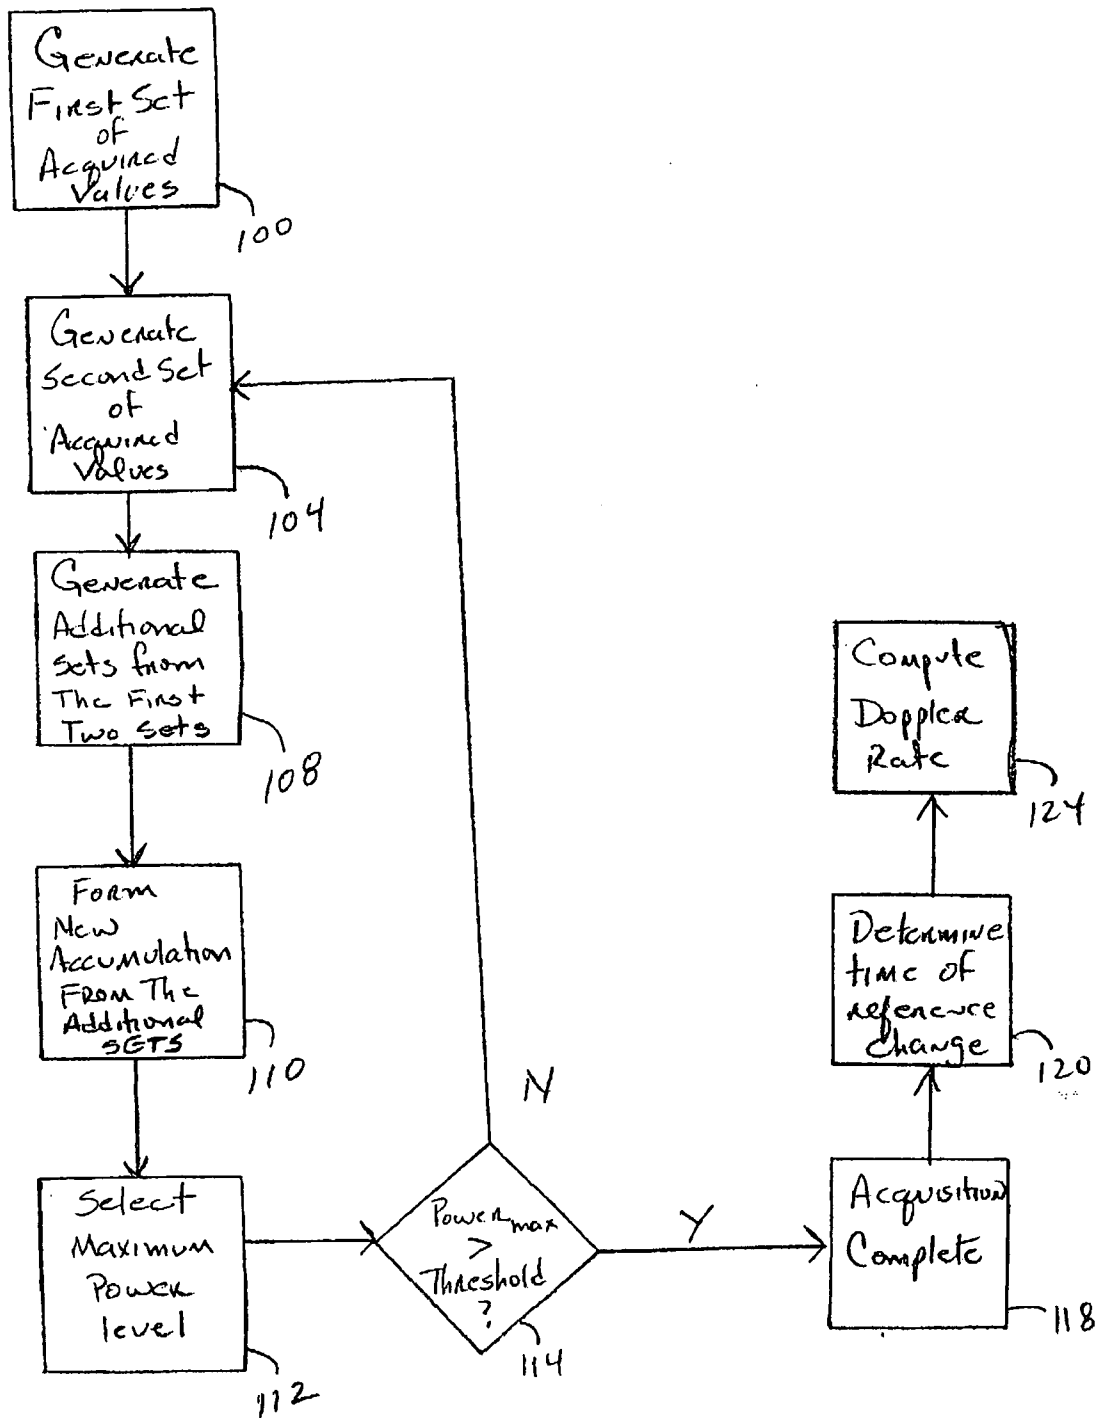 Generate
First Set
of
Acquired
Values
100
Generate
Second Set
of
Acquired
Values
104
Generate
Additional
Sets from
The First
Two Sets
108
Form
New
Accumulation
From The
Additional
SETS
110
Select
Maximum
Power
level
112
Power max
>
Threshold
?
114
N
Y
Acquisition
Complete
118
Determine
time of
reference
change
120
Compute
Doppler
Rate
124